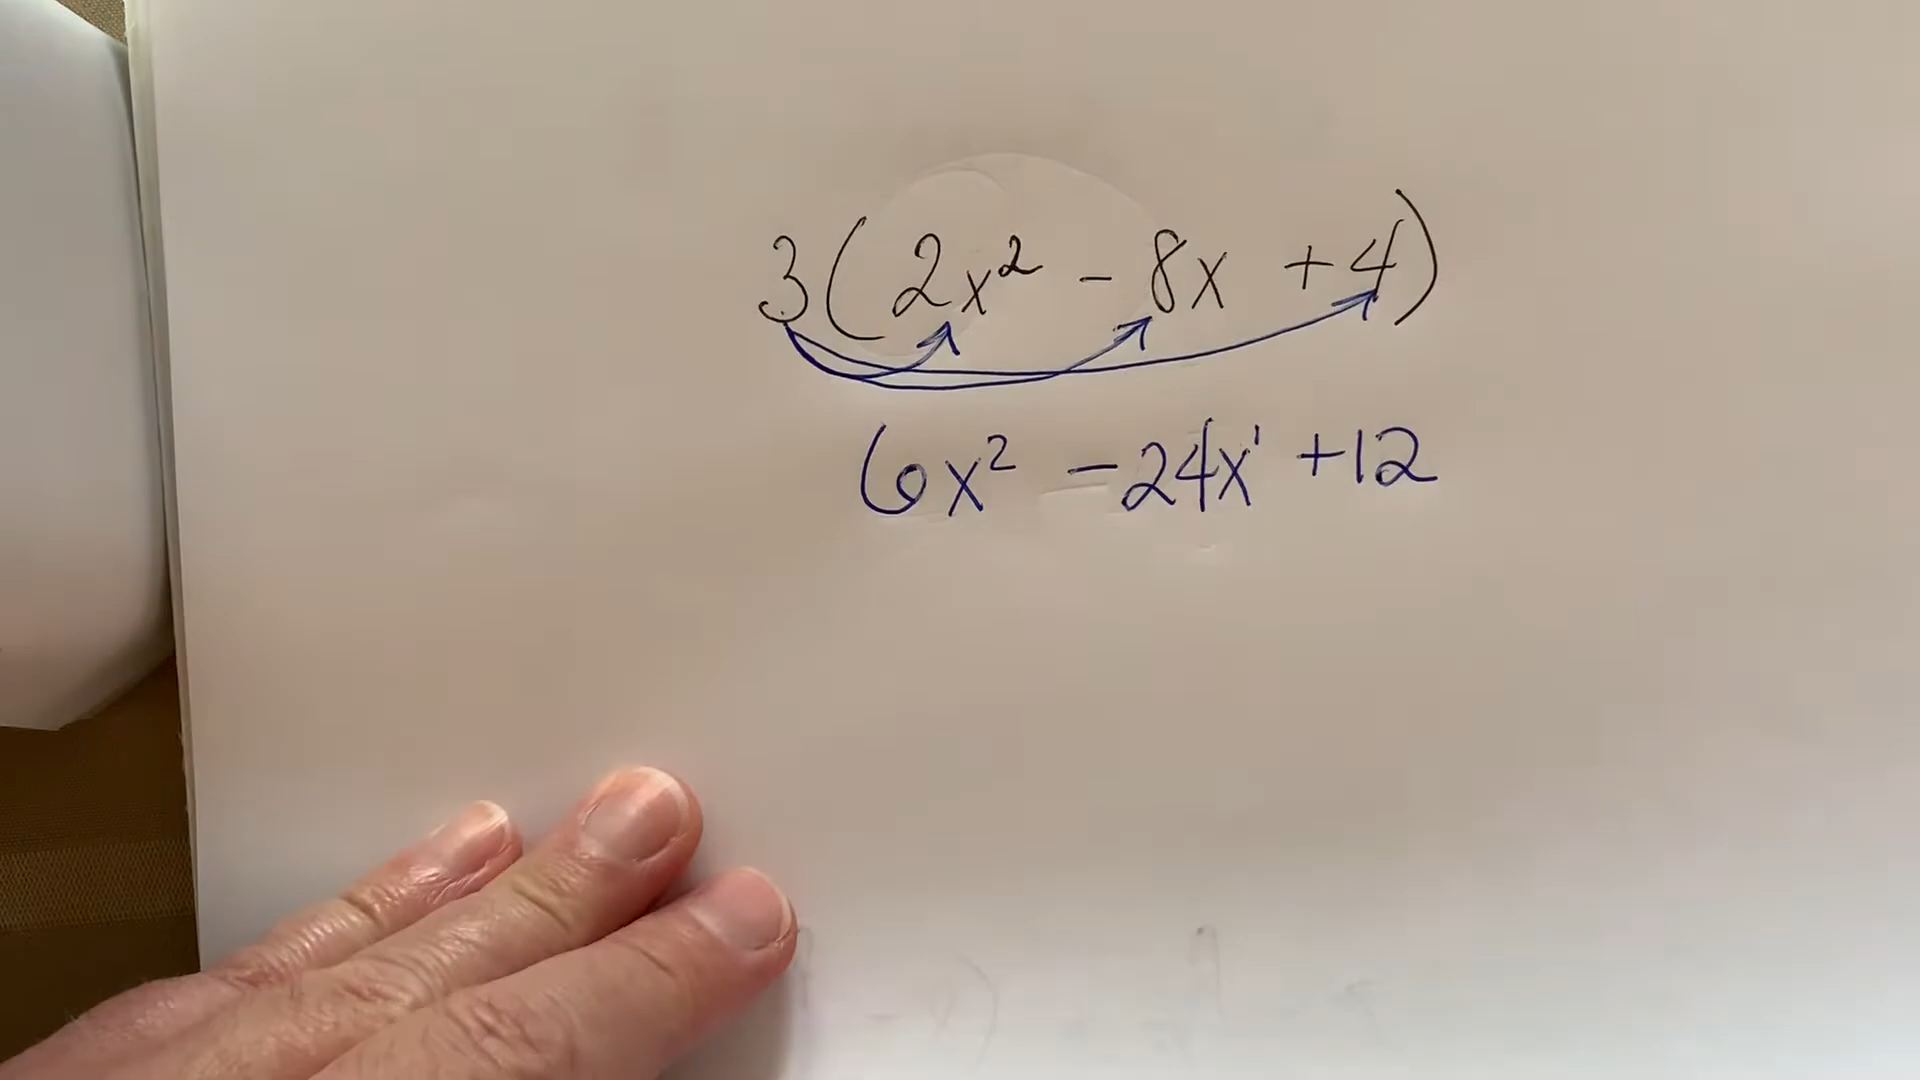 3(2x² - 8x + 4)
6x² - 24x¹ + 12